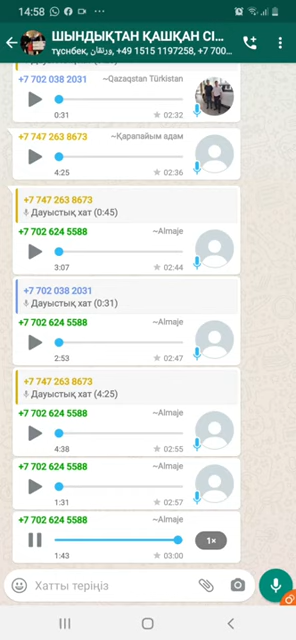 14:58
ШЫНДЫҚТАН ҚАШҚАН СІ...
түснбек, ورنقان, +49 1515 1197258, +7 700...
+7 702 038 2031 ~Qazaqstan Türkistan
0:31 02:32
+7 747 263 8673 ~Қарапайым адам
4:25 02:36
+7 747 263 8673
Дауыстық хат (0:45)
+7 702 624 5588 ~Almaje
3:07 02:44
+7 702 038 2031
Дауыстық хат (0:31)
+7 702 624 5588 ~Almaje
2:53 02:47
+7 747 263 8673
Дауыстық хат (4:25)
+7 702 624 5588 ~Almaje
4:38 02:55
+7 702 624 5588 ~Almaje
1:31 02:57
+7 702 624 5588 ~Almaje
1×
1:43 03:00
Хатты теріңіз